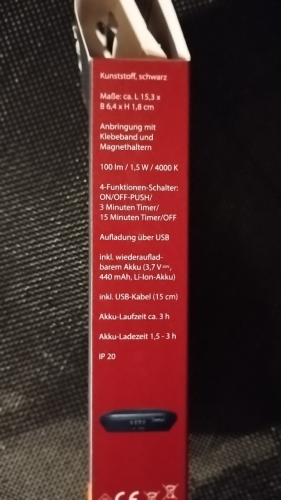 Kunststoff, schwarz
Maße: ca. L 15,3 x
B 6,4 x H 1,8 cm
Anbringung mit
Klebeband und
Magnethaltern
100 lm / 1,5 W / 4000 K
4-Funktionen-Schalter:
ON/OFF-PUSH/
3 Minuten Timer/
15 Minuten Timer/OFF
Aufladung über USB
inkl. wiederauflad-
barem Akku (3,7 V⎓,
440 mAh, Li-Ion-Akku)
inkl. USB-Kabel (15 cm)
Akku-Laufzeit ca. 3 h
Akku-Ladezeit 1,5 - 3 h
IP 20
CE